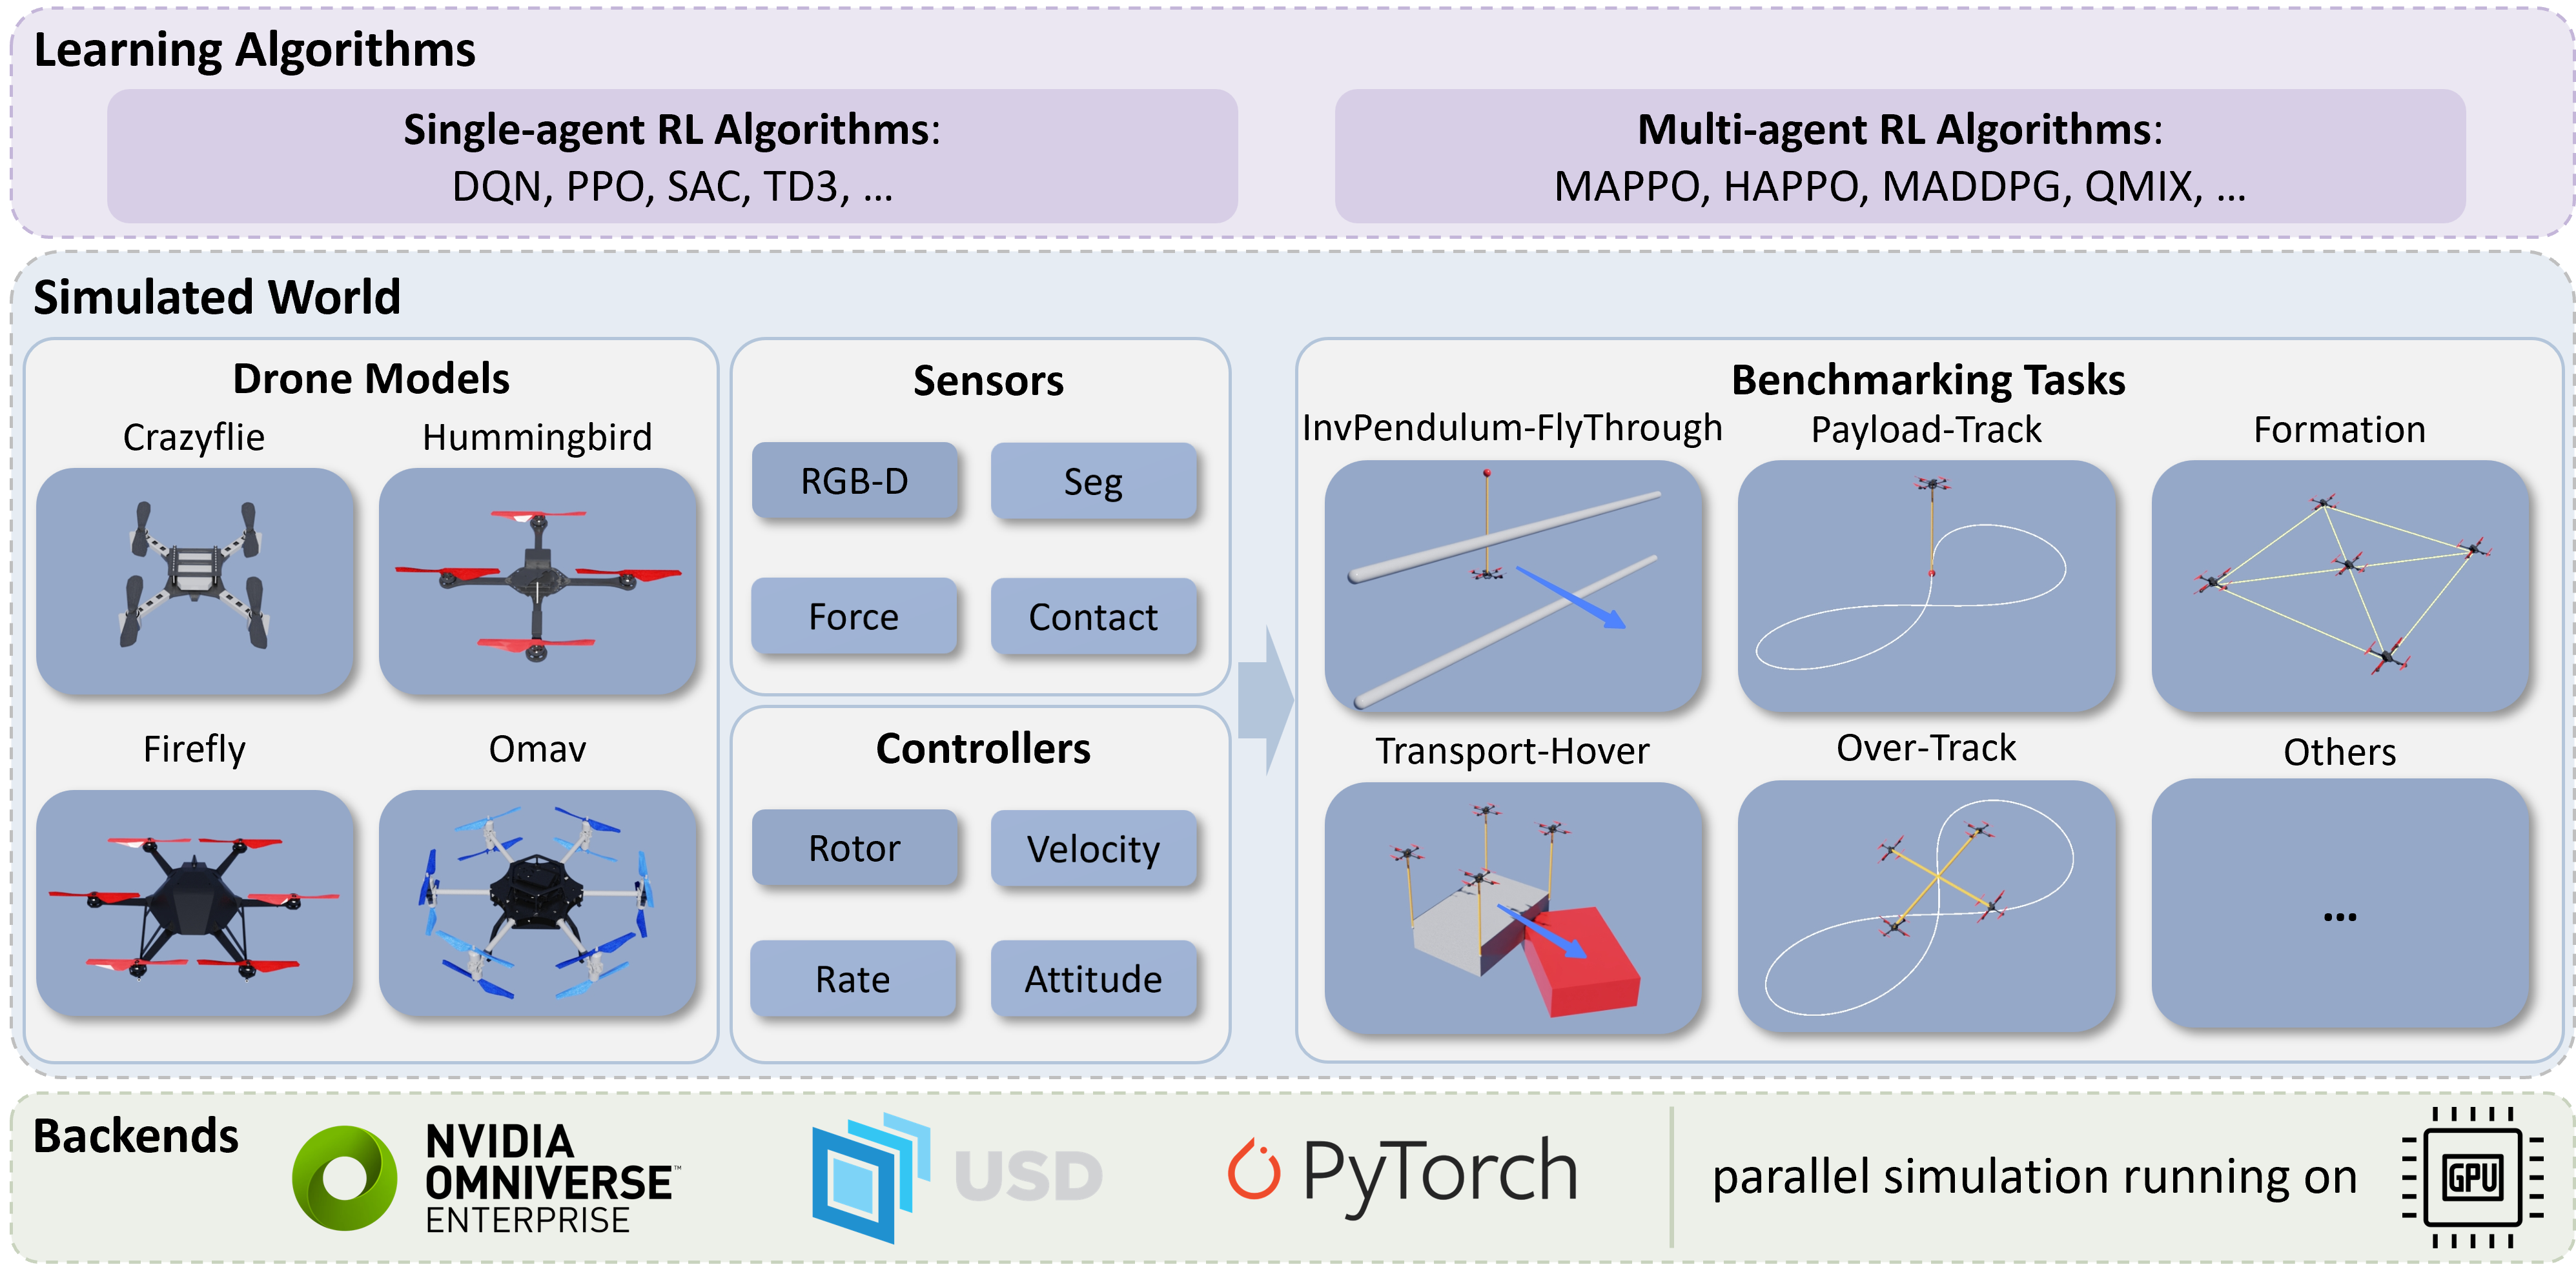 Learning Algorithms
Single-agent RL Algorithms:
DQN, PPO, SAC, TD3, ...
Multi-agent RL Algorithms:
MAPPO, HAPPO, MADDPG, QMIX, ...
Simulated World
Drone Models
Crazyflie
Hummingbird
Firefly
Omav
Sensors
RGB-D
Seg
Force
Contact
Controllers
Rotor
Velocity
Rate
Attitude
Benchmarking Tasks
InvPendulum-FlyThrough
Payload-Track
Formation
Transport-Hover
Over-Track
Others
...
Backends
NVIDIA
OMNIVERSE™
ENTERPRISE
USD
PyTorch
parallel simulation running on
GPU